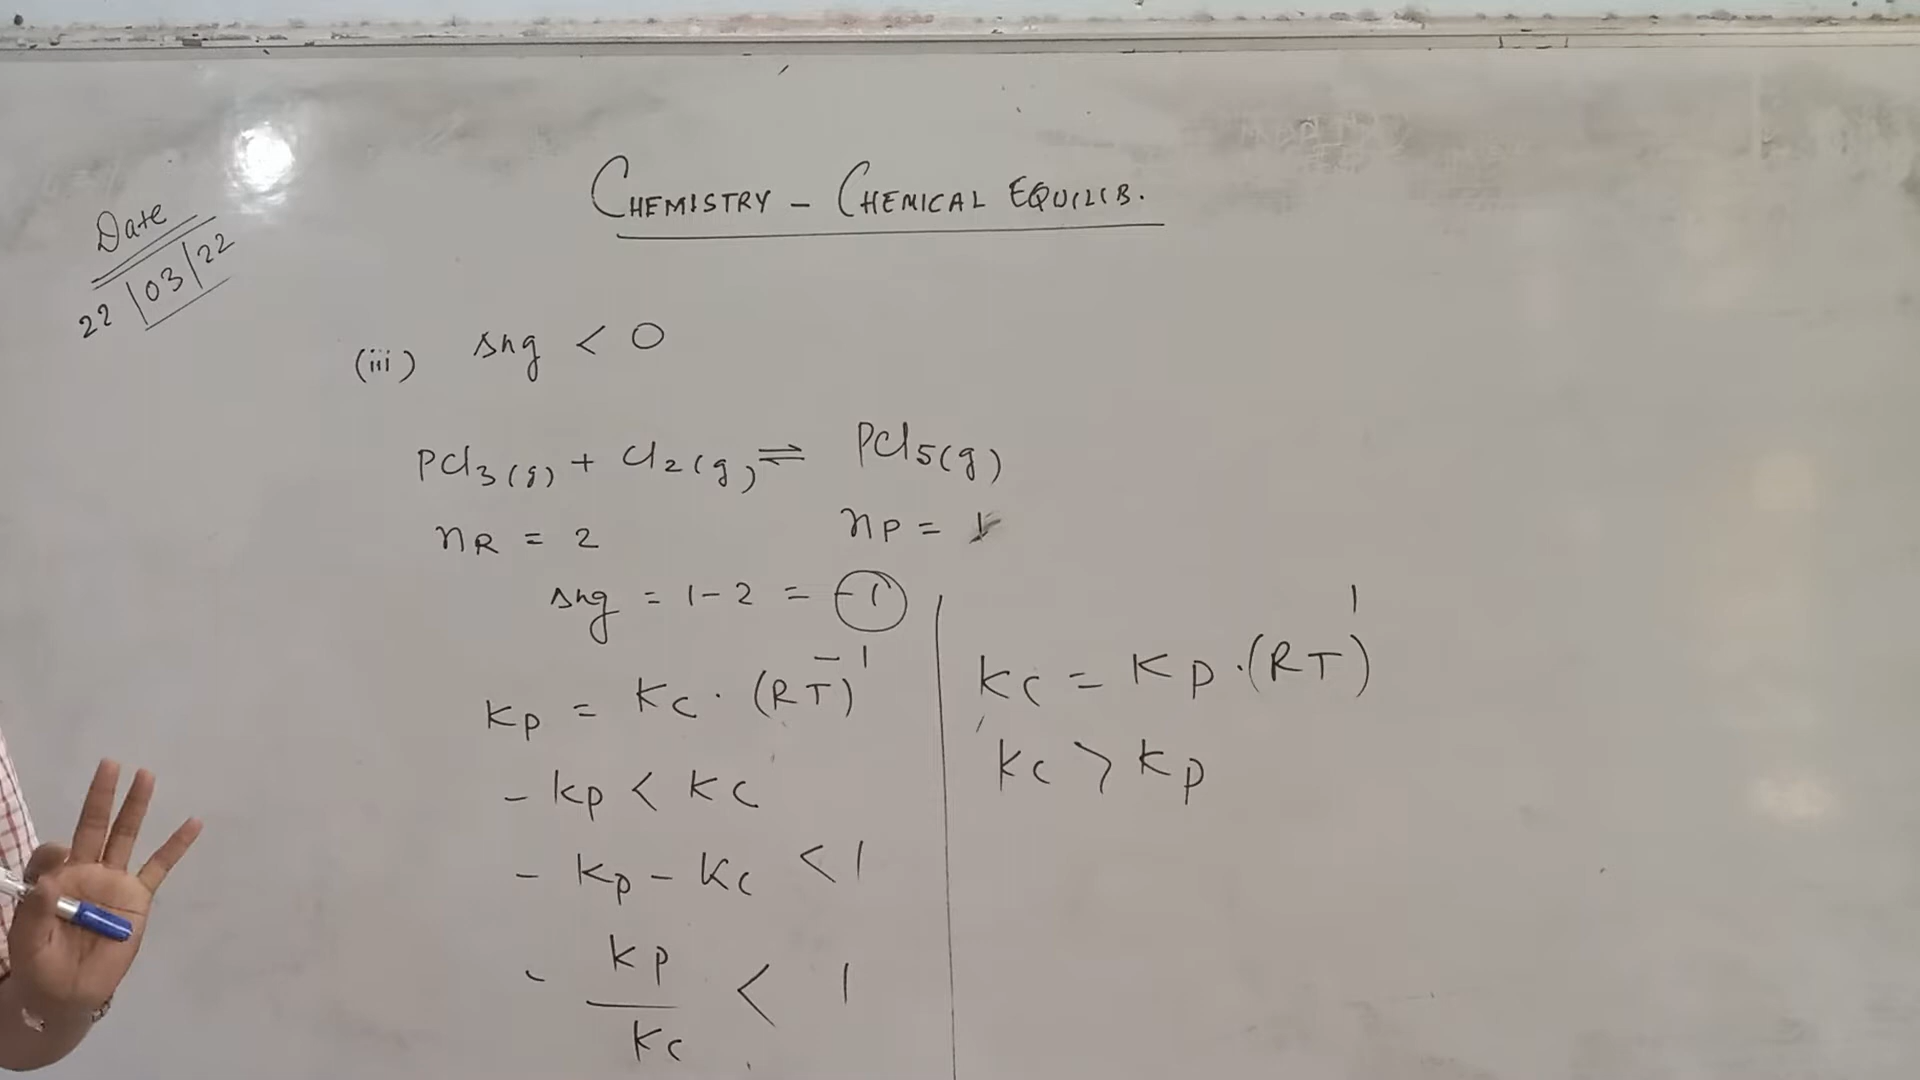 CHEMISTRY - CHEMICAL EQUILIB.
Date
22/03/22
(iii) Δng < 0
PCl3(g) + Cl2(g) ⇌ PCl5(g)
nR = 2 nP = 1
Δng = 1-2 = -1
Kp = Kc · (RT)^-1
- Kp < Kc
- Kp - Kc < 1
- Kp/Kc < 1
Kc = Kp · (RT)^1
Kc > Kp